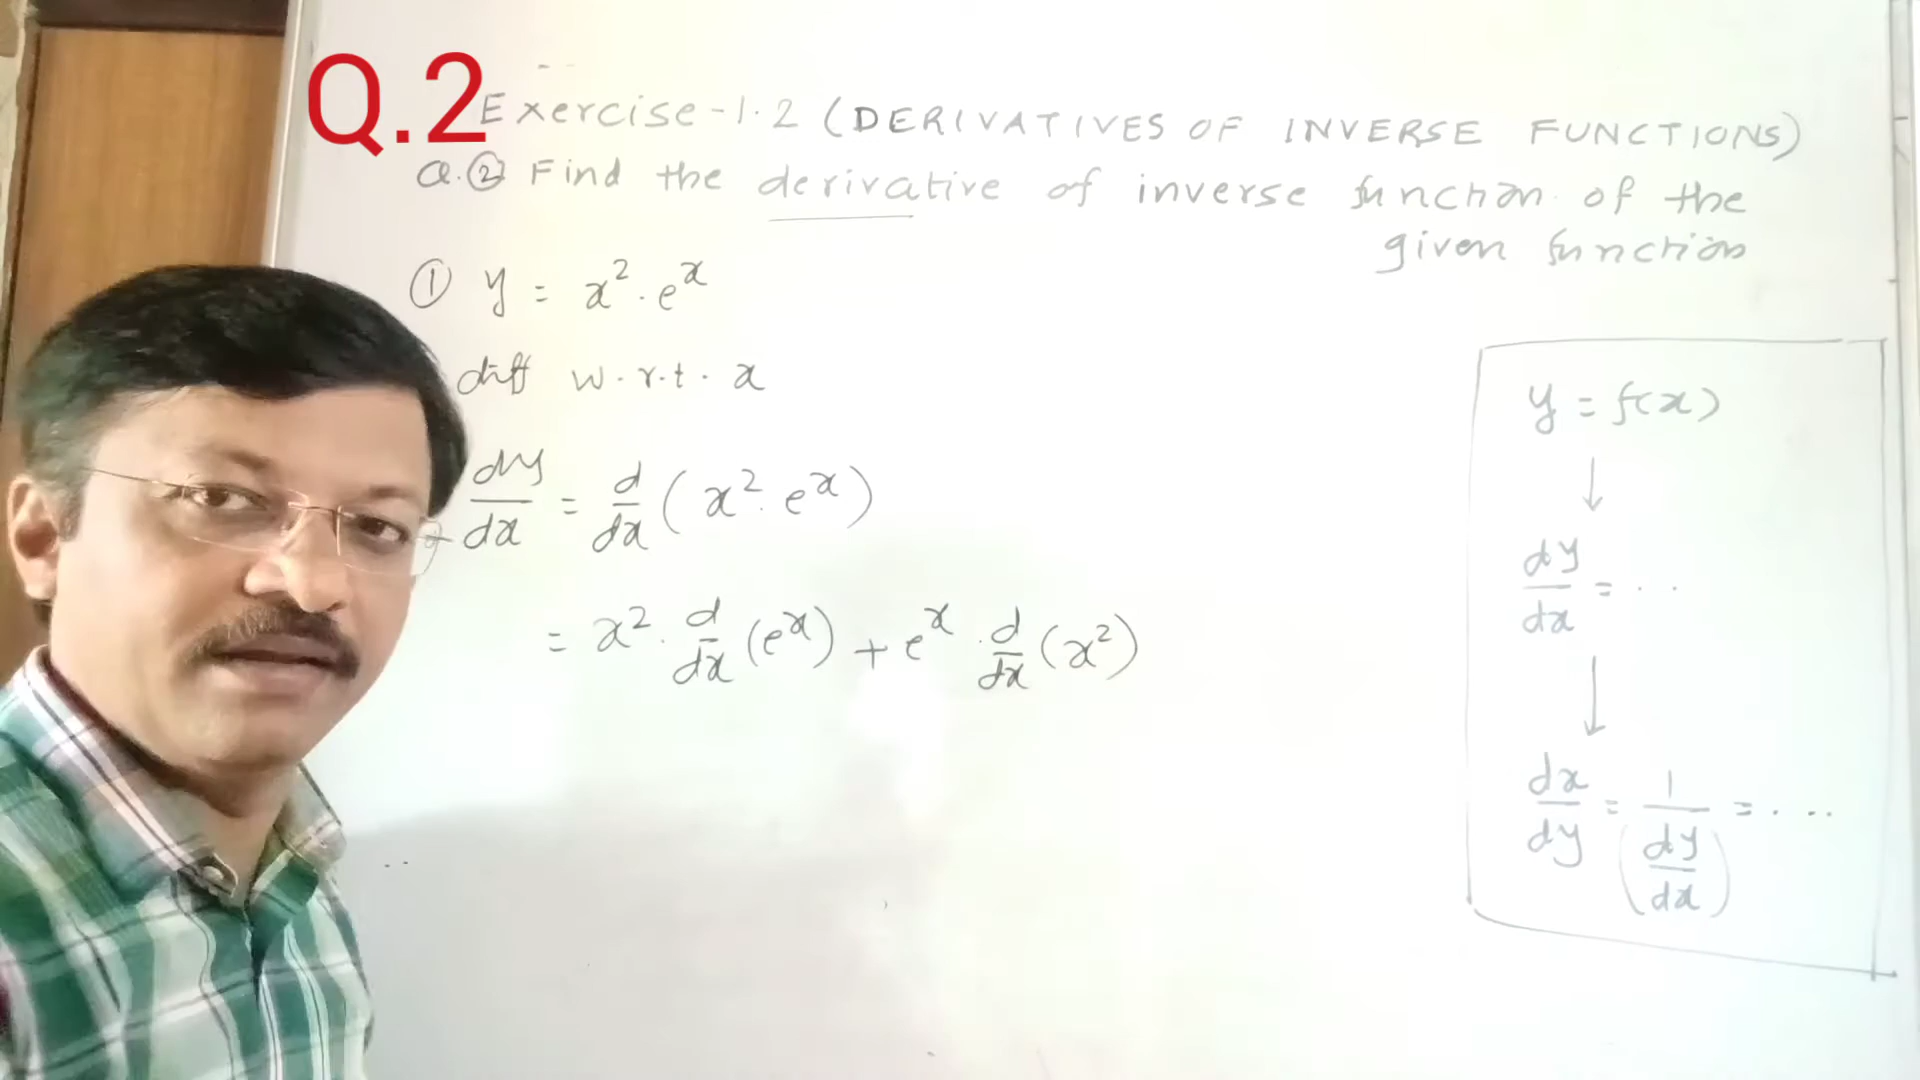 Q.2
Exercise-1.2 (DERIVATIVES OF INVERSE FUNCTIONS)
Q.② Find the derivative of inverse function of the
given function
① y = x² · eˣ
diff w.r.t. x
dy/dx = d/dx (x² · eˣ)
= x² · d/dx (eˣ) + eˣ · d/dx (x²)
y = f(x)
↓
dy/dx = ..
↓
dx/dy = 1/(dy/dx) = ...